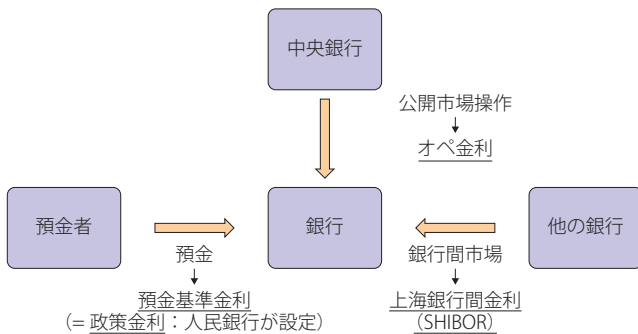 中央銀行
公開市場操作
オペ金利
預金者
銀行
他の銀行
預金
預金基準金利
(= 政策金利：人民銀行が設定)
銀行間市場
上海銀行間金利
(SHIBOR)